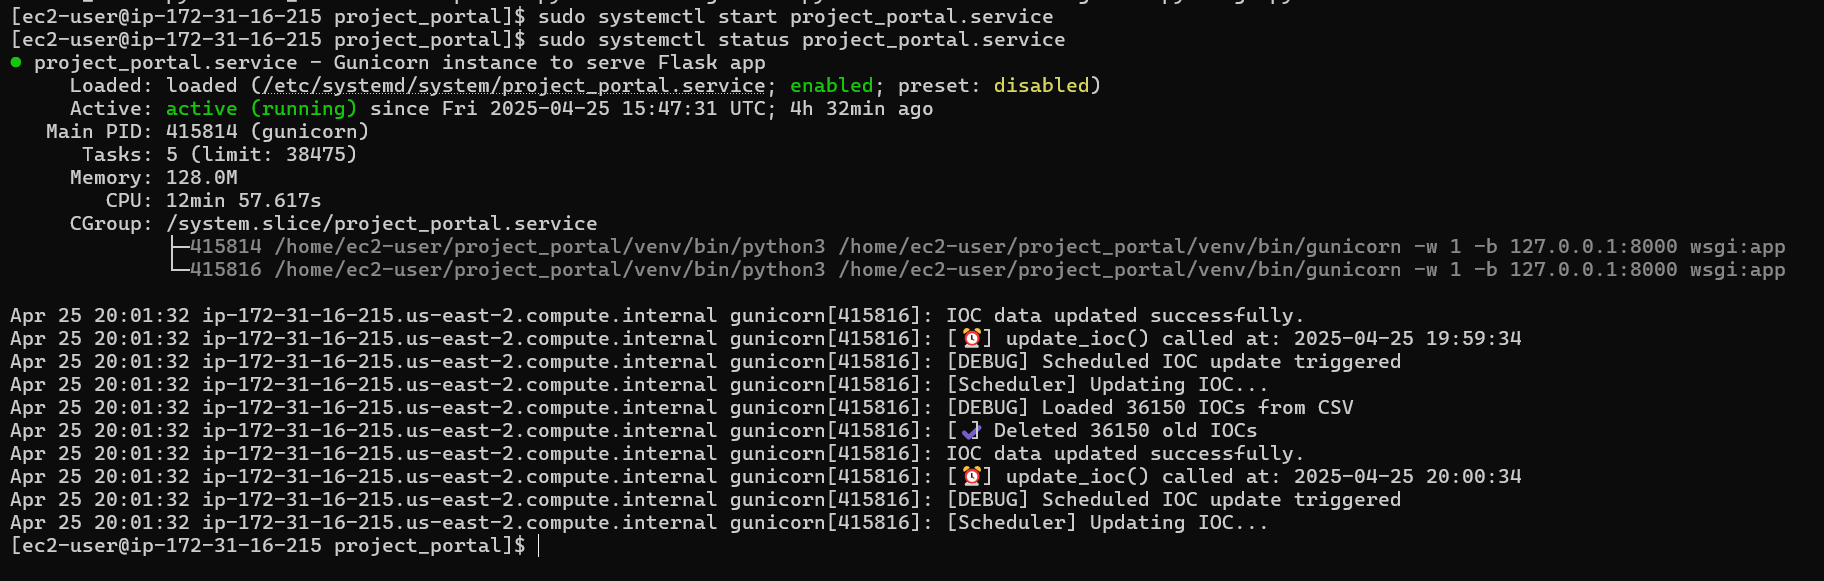 [ec2-user@ip-172-31-16-215 project_portal]$ sudo systemctl start project_portal.service
[ec2-user@ip-172-31-16-215 project_portal]$ sudo systemctl status project_portal.service
● project_portal.service - Gunicorn instance to serve Flask app
     Loaded: loaded (/etc/systemd/system/project_portal.service; enabled; preset: disabled)
     Active: active (running) since Fri 2025-04-25 15:47:31 UTC; 4h 32min ago
   Main PID: 415814 (gunicorn)
      Tasks: 5 (limit: 38475)
     Memory: 128.0M
        CPU: 12min 57.617s
     CGroup: /system.slice/project_portal.service
             ├─415814 /home/ec2-user/project_portal/venv/bin/python3 /home/ec2-user/project_portal/venv/bin/gunicorn -w 1 -b 127.0.0.1:8000 wsgi:app
             └─415816 /home/ec2-user/project_portal/venv/bin/python3 /home/ec2-user/project_portal/venv/bin/gunicorn -w 1 -b 127.0.0.1:8000 wsgi:app
Apr 25 20:01:32 ip-172-31-16-215.us-east-2.compute.internal gunicorn[415816]: IOC data updated successfully.
Apr 25 20:01:32 ip-172-31-16-215.us-east-2.compute.internal gunicorn[415816]: [⏰] update_ioc() called at: 2025-04-25 19:59:34
Apr 25 20:01:32 ip-172-31-16-215.us-east-2.compute.internal gunicorn[415816]: [DEBUG] Scheduled IOC update triggered
Apr 25 20:01:32 ip-172-31-16-215.us-east-2.compute.internal gunicorn[415816]: [Scheduler] Updating IOC...
Apr 25 20:01:32 ip-172-31-16-215.us-east-2.compute.internal gunicorn[415816]: [DEBUG] Loaded 36150 IOCs from CSV
Apr 25 20:01:32 ip-172-31-16-215.us-east-2.compute.internal gunicorn[415816]: [✔] Deleted 36150 old IOCs
Apr 25 20:01:32 ip-172-31-16-215.us-east-2.compute.internal gunicorn[415816]: IOC data updated successfully.
Apr 25 20:01:32 ip-172-31-16-215.us-east-2.compute.internal gunicorn[415816]: [⏰] update_ioc() called at: 2025-04-25 20:00:34
Apr 25 20:01:32 ip-172-31-16-215.us-east-2.compute.internal gunicorn[415816]: [DEBUG] Scheduled IOC update triggered
Apr 25 20:01:32 ip-172-31-16-215.us-east-2.compute.internal gunicorn[415816]: [Scheduler] Updating IOC...
[ec2-user@ip-172-31-16-215 project_portal]$